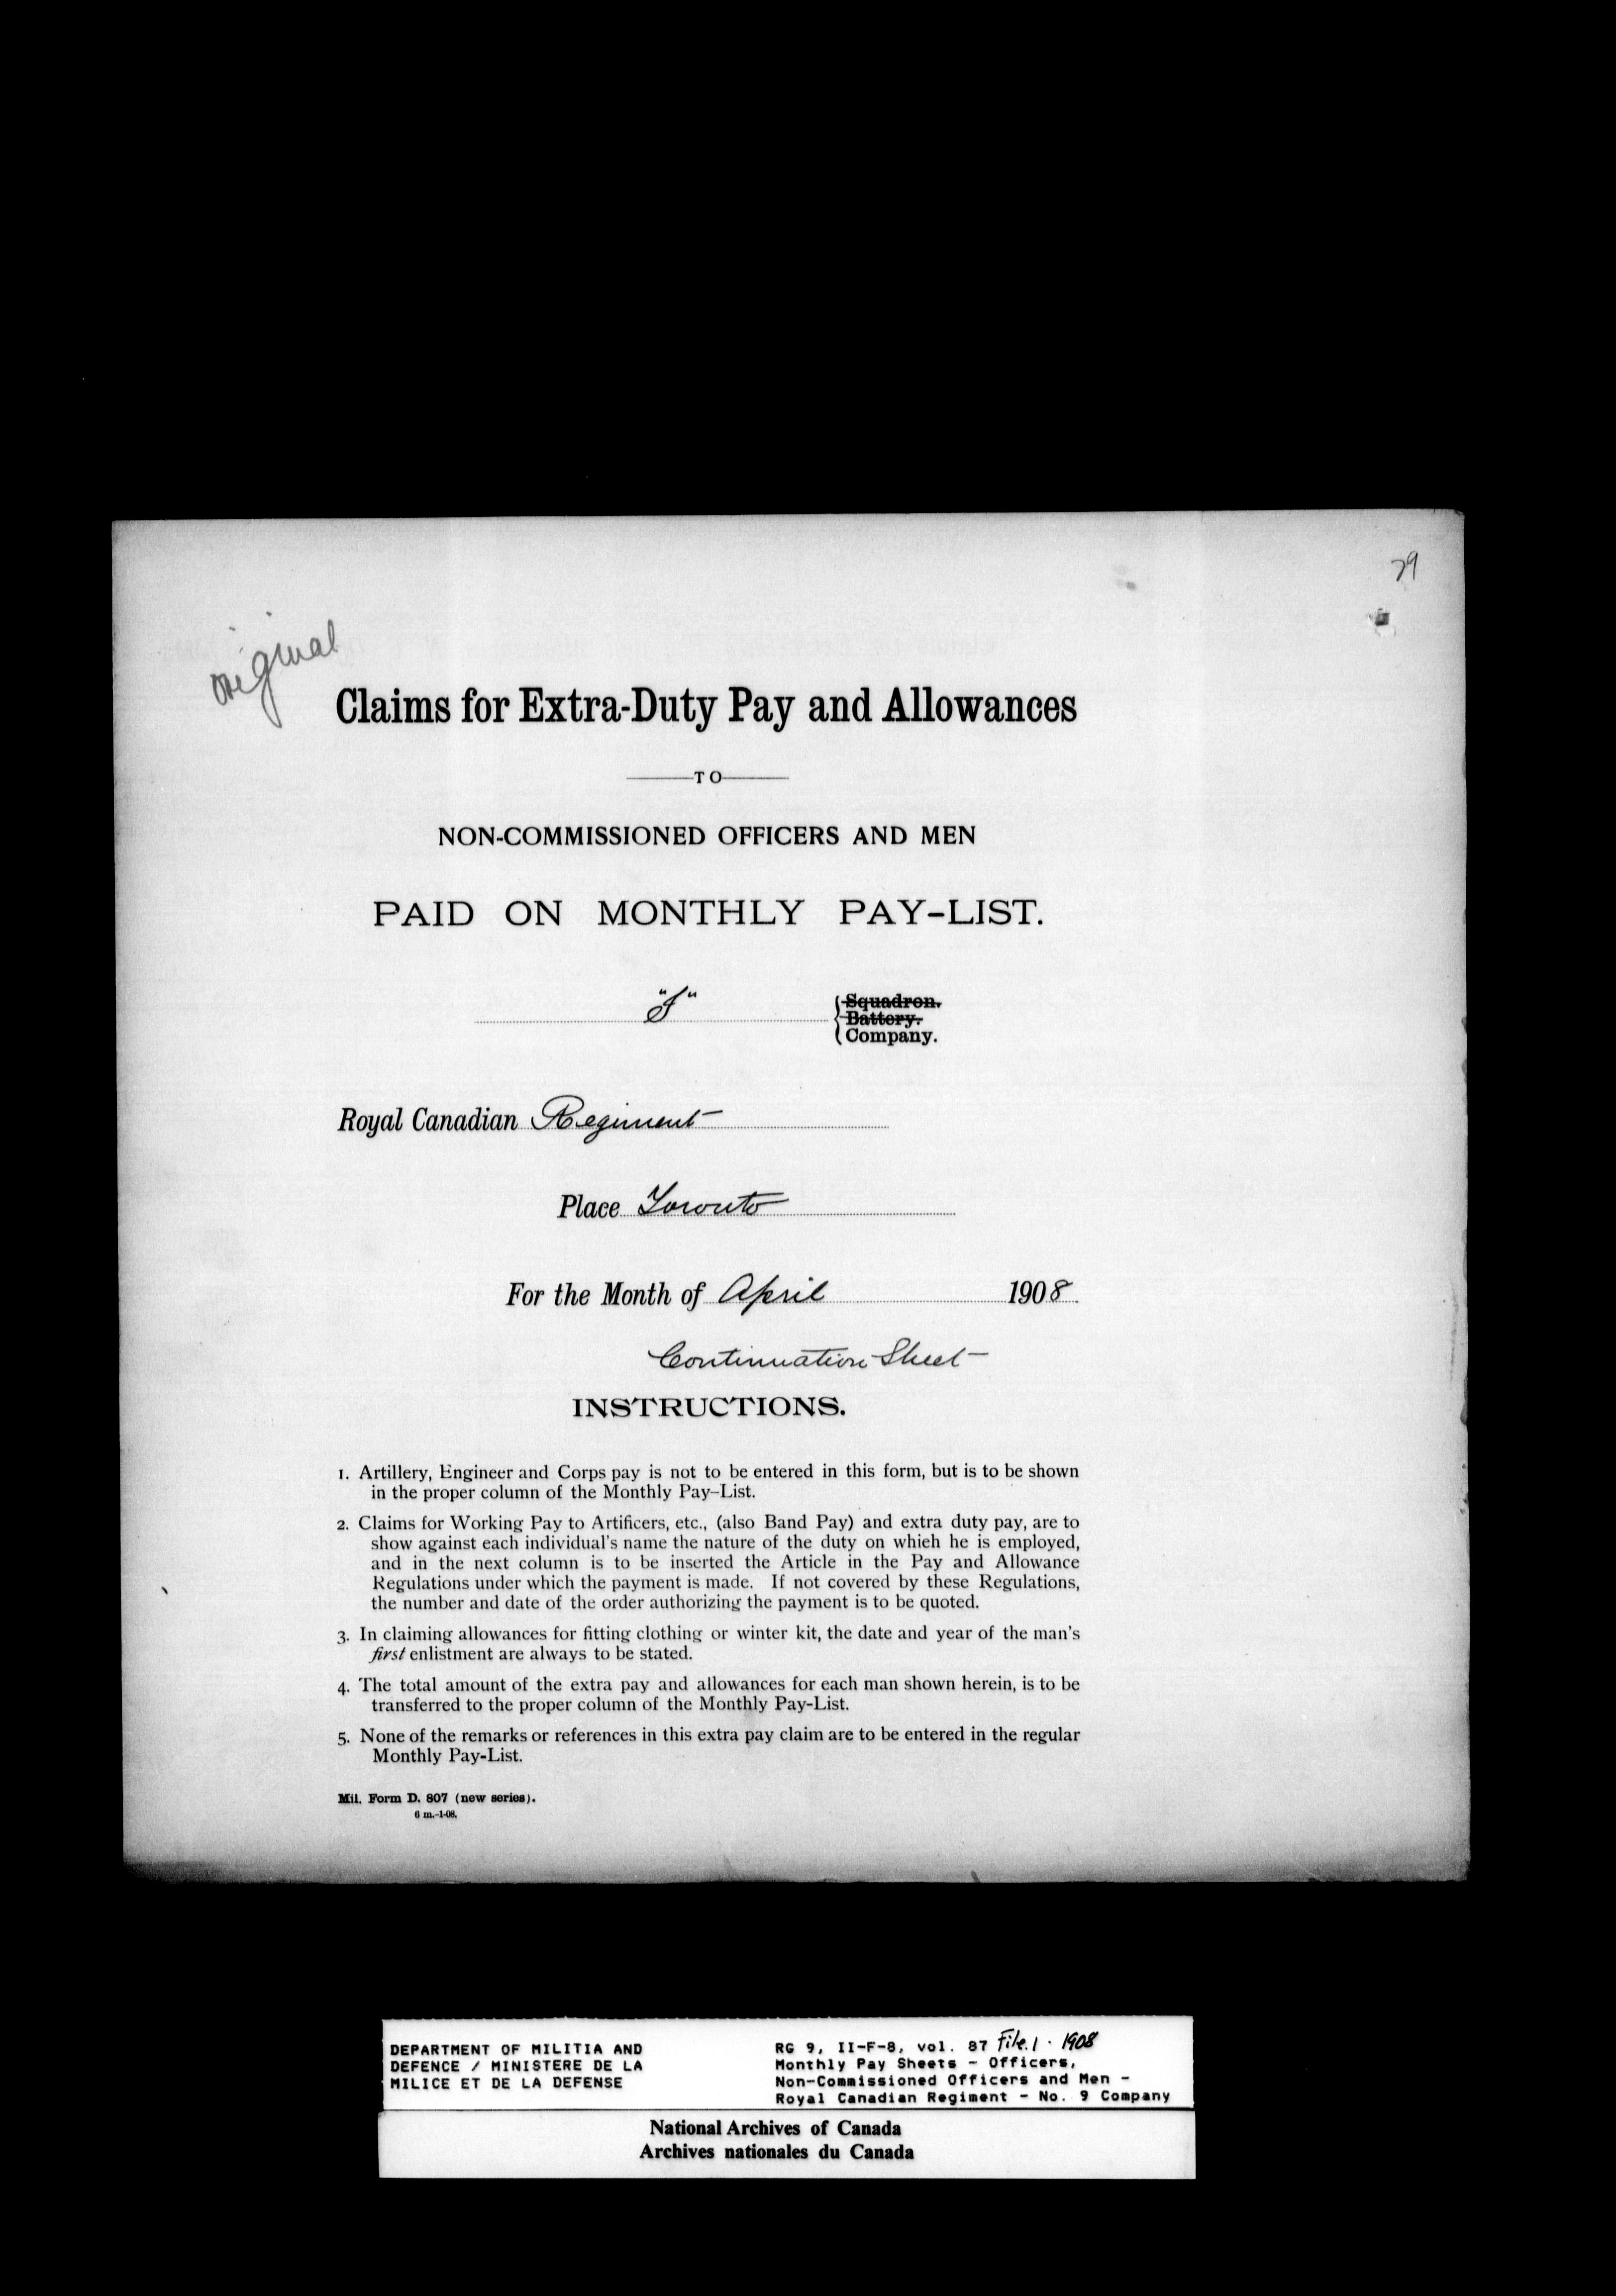 29
original
Claims for Extra-Duty Pay and Allowances
TO
NON-COMMISSIONED OFFICERS AND MEN
PAID ON MONTHLY PAY-LIST.
Squadron.
Battery.
Company.
Royal Canadian Regiment
Place Toronto
For the Month of April 1908
Continuation Sheet
INSTRUCTIONS.
1. Artillery, Engineer and Corps pay is not to be entered in this form, but is to be shown
in the proper column of the Monthly Pay-List.
2. Claims for Working Pay to Artificers, etc., (also Band Pay) and extra duty pay, are to
show against each individual's name the nature of the duty on which he is employed,
and in the next column is to be inserted the Article in the Pay and Allowance
Regulations under which the payment is made. If not covered by these Regulations,
the number and date of the order authorizing the payment is to be quoted.
3. In claiming allowances for fitting clothing or winter kit, the date and year of the man's
first enlistment are always to be stated.
4. The total amount of the extra pay and allowances for each man shown herein, is to be
transferred to the proper column of the Monthly Pay-List.
5. None of the remarks or references in this extra pay claim are to be entered in the regular
Monthly Pay-List.
Mil. Form D. 807 (new series).
6 m.-1-08.
DEPARTMENT OF MILITIA AND
DEFENCE / MINISTERE DE LA
MILICE ET DE LA DEFENSE
RG 9, II-F-8, vol. 87 File.1. 1908
Monthly Pay Sheets - Officers,
Non-Commissioned Officers and Men -
Royal Canadian Regiment - No. 9 Company
National Archives of Canada
Archives nationales du Canada